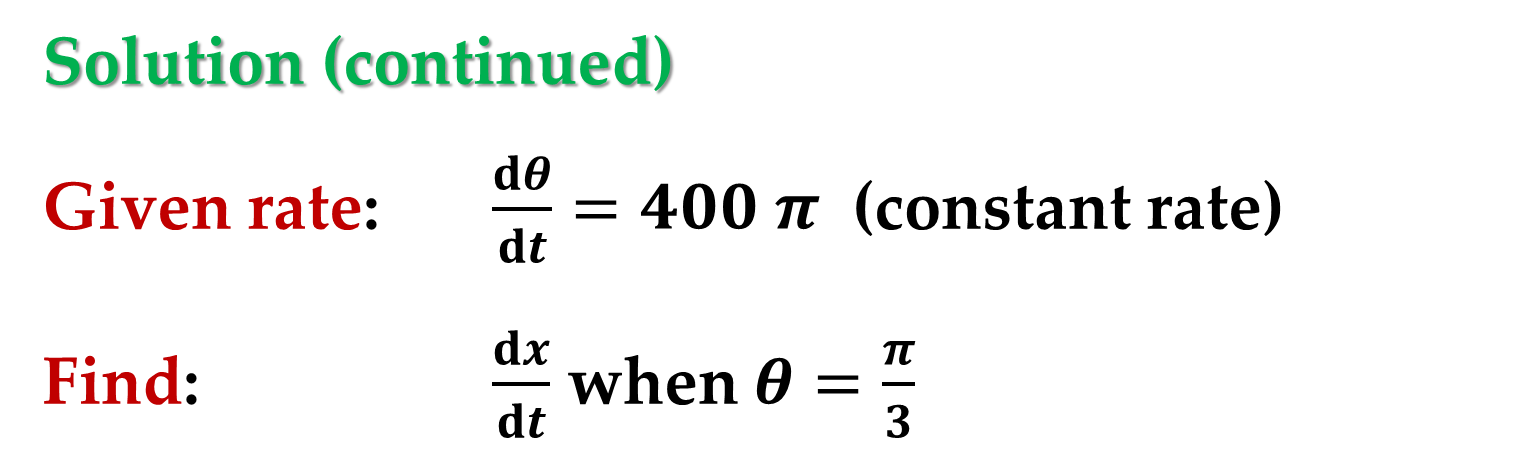 Solution (continued)
Given rate: dθ/dt = 400 π (constant rate)
Find: dx/dt when θ = π/3